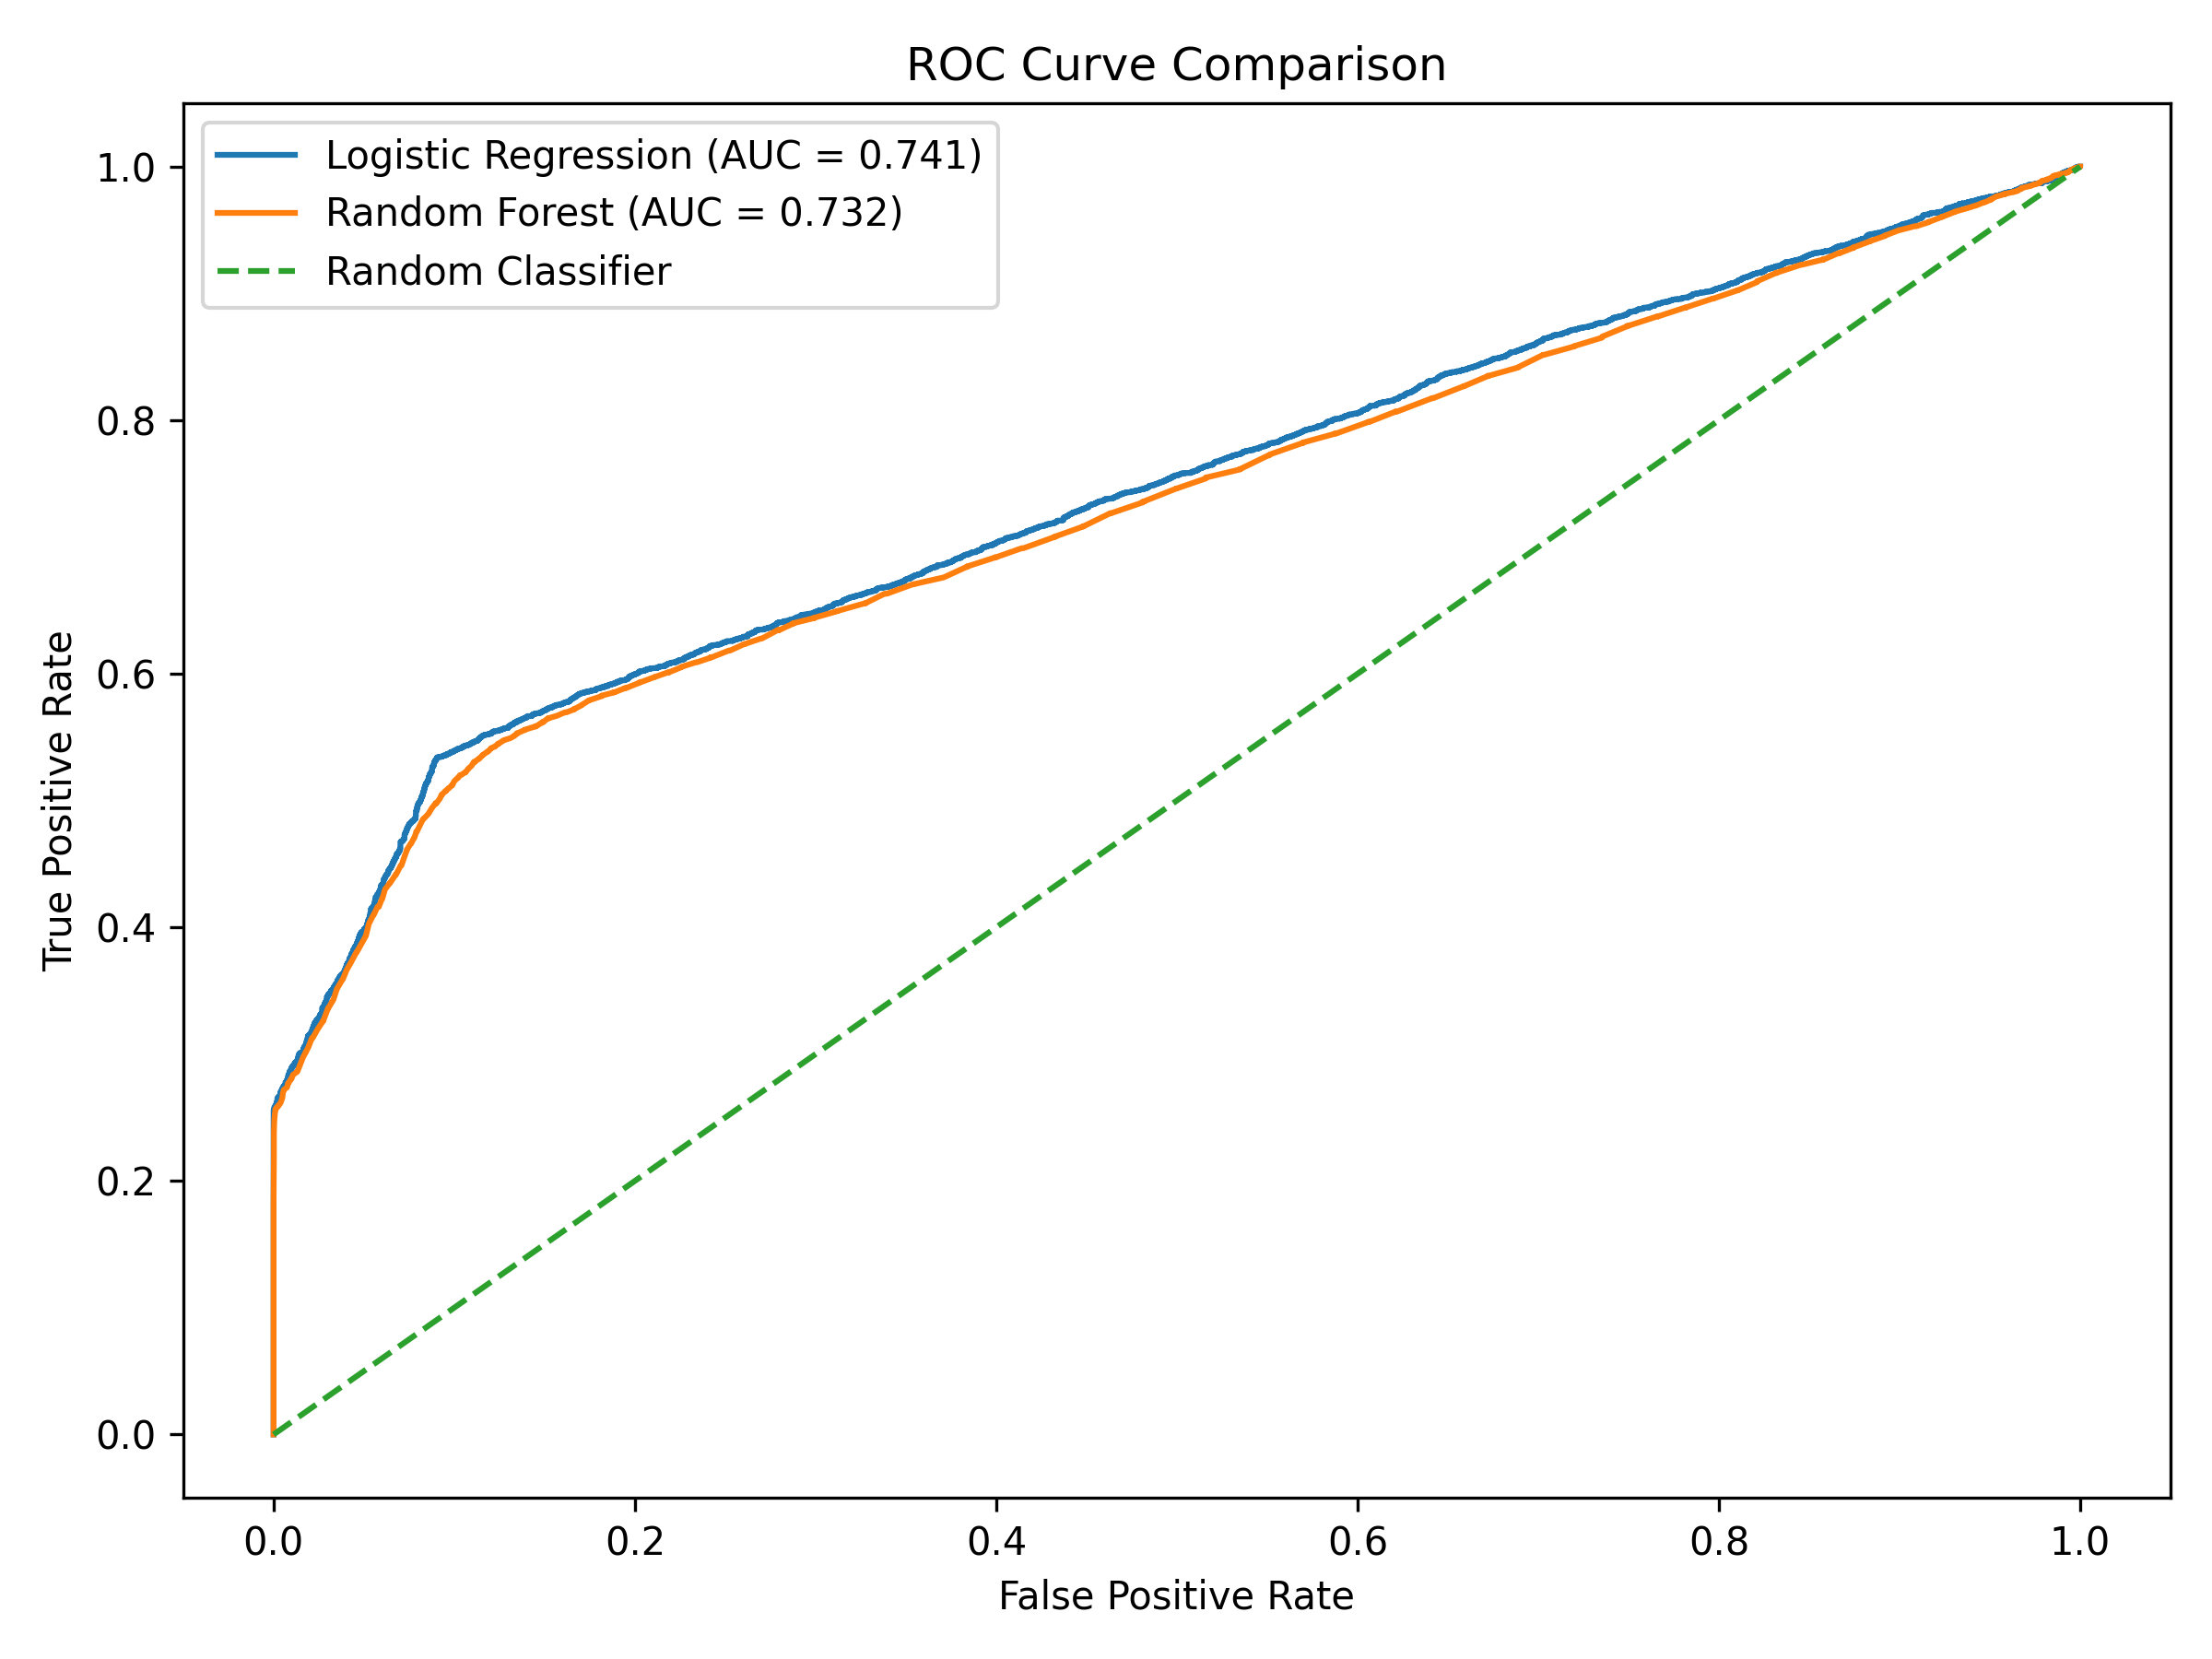 ROC Curve Comparison
Logistic Regression (AUC = 0.741)
Random Forest (AUC = 0.732)
Random Classifier
1.0
0.8
0.6
0.4
0.2
0.0
True Positive Rate
0.0 0.2 0.4 0.6 0.8 1.0
False Positive Rate